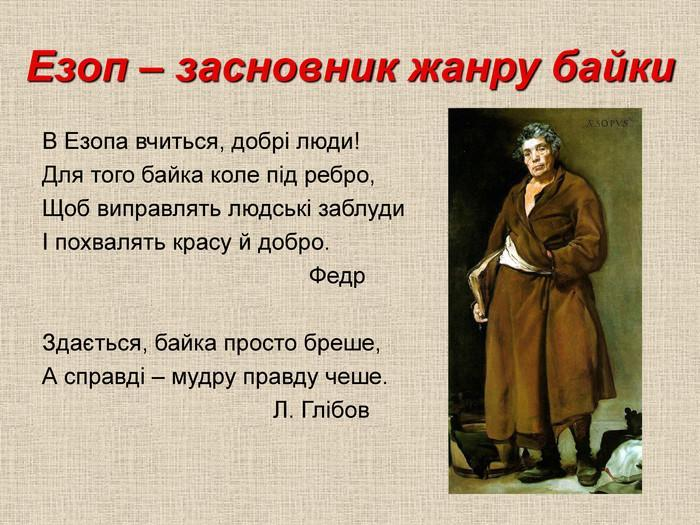 Езоп – засновник жанру байки
В Езопа вчиться, добрі люди!
Для того байка коле під ребро,
Щоб виправлять людські заблуди
І похвалять красу й добро.
Федр
Здається, байка просто бреше,
А справді – мудру правду чеше.
Л. Глібов
ÆSOPVS